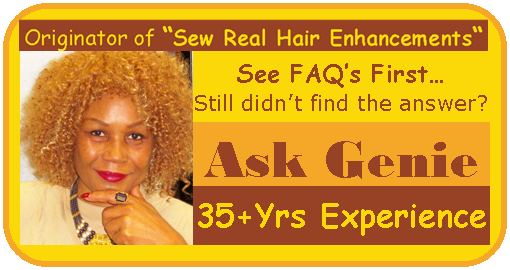 Originator of “Sew Real Hair Enhancements“
See FAQ’s First...
Still didn’t find the answer?
Ask Genie
35+Yrs Experience